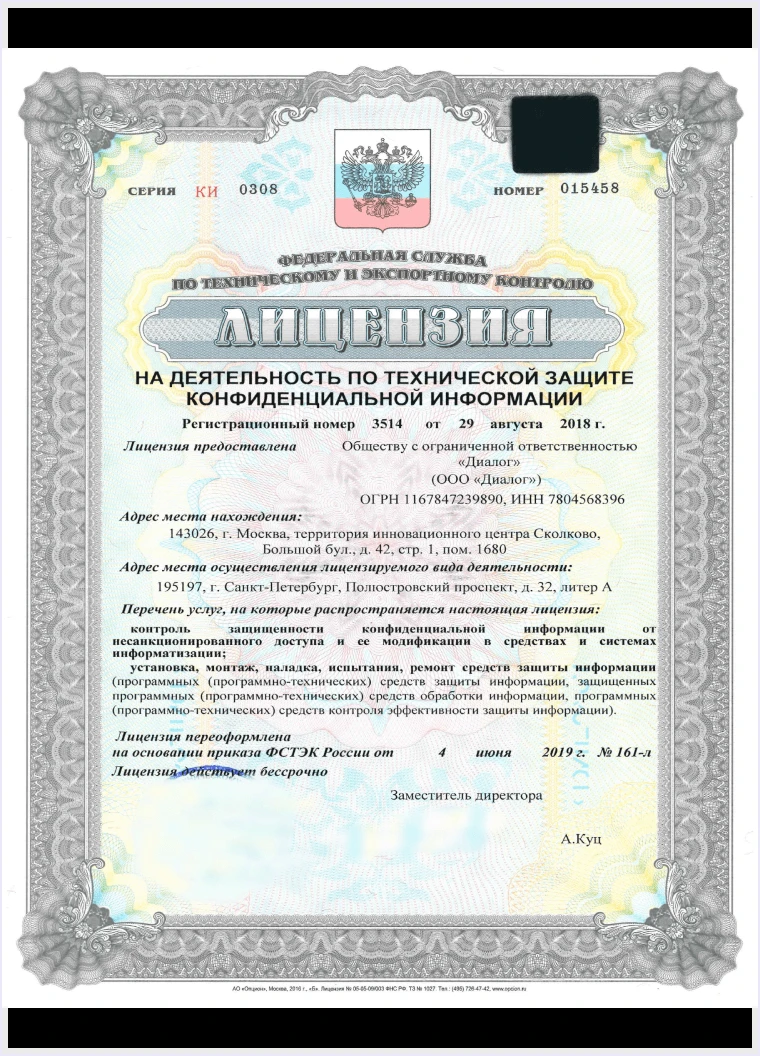 СЕРИЯ КИ 0308 НОМЕР 015458
ФЕДЕРАЛЬНАЯ СЛУЖБА
ПО ТЕХНИЧЕСКОМУ И ЭКСПОРТНОМУ КОНТРОЛЮ
ЛИЦЕНЗИЯ
НА ДЕЯТЕЛЬНОСТЬ ПО ТЕХНИЧЕСКОЙ ЗАЩИТЕ
КОНФИДЕНЦИАЛЬНОЙ ИНФОРМАЦИИ
Регистрационный номер 3514 от 29 августа 2018 г.
Лицензия предоставлена Обществу с ограниченной ответственностью
«Диалог»
(ООО «Диалог»)
ОГРН 1167847239890, ИНН 7804568396
Адрес места нахождения:
143026, г. Москва, территория инновационного центра Сколково,
Большой бул., д. 42, стр. 1, пом. 1680
Адрес места осуществления лицензируемого вида деятельности:
195197, г. Санкт-Петербург, Полюстровский проспект, д. 32, литер А
Перечень услуг, на которые распространяется настоящая лицензия:
контроль защищенности конфиденциальной информации от
несанкционированного доступа и ее модификации в средствах и системах
информатизации;
установка, монтаж, наладка, испытания, ремонт средств защиты информации
(программных (программно-технических) средств защиты информации, защищенных
программных (программно-технических) средств обработки информации, программных
(программно-технических) средств контроля эффективности защиты информации).
Лицензия переоформлена
на основании приказа ФСТЭК России от 4 июня 2019 г. № 161-л
Лицензия действует бессрочно
Заместитель директора
А.Куц
АО «Опцион», Москва, 2016 г., «Б». Лицензия № 05-05-09/003 ФНС РФ. ТЗ № 1027. Тел.: (495) 726-47-42, www.opcion.ru